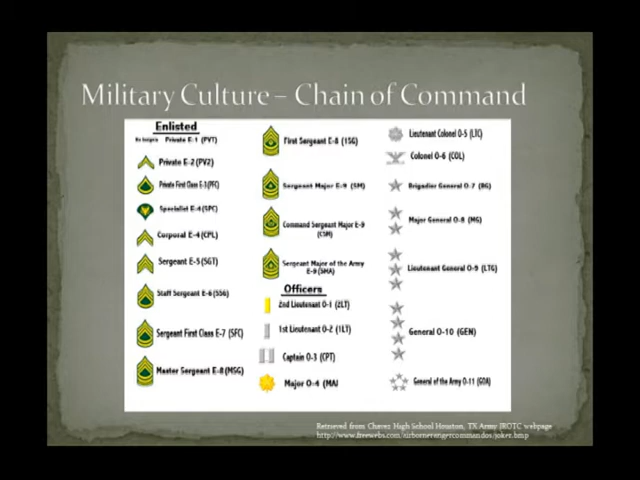 Military Culture – Chain of Command
Enlisted
No Insignia Private E-1 (PVT)
Private E-2 (PV2)
Private First Class E-3 (PFC)
Specialist E-4 (SPC)
Corporal E-4 (CPL)
Sergeant E-5 (SGT)
Staff Sergeant E-6 (SSG)
Sergeant First Class E-7 (SFC)
Master Sergeant E-8 (MSG)
First Sergeant E-8 (1SG)
Sergeant Major E-9 (SM)
Command Sergeant Major E-9
(CSM)
Sergeant Major of the Army
E-9 (SMA)
Officers
2nd Lieutenant O-1 (2LT)
1st Lieutenant O-2 (1LT)
Captain O-3 (CPT)
Major O-4 (MAJ
Lieutenant Colonel O-5 (LTC)
Colonel O-6 (COL)
Brigadier General O-7 (BG)
Major General O-8 (MG)
Lieutenant General O-9 (LTG)
General O-10 (GEN)
General of the Army O-11 (GOA)
Retrieved from Chavez High School Houston, TX Army JROTC webpage
http://www.freewebs.com/airbornerangercommandos/joker.bmp